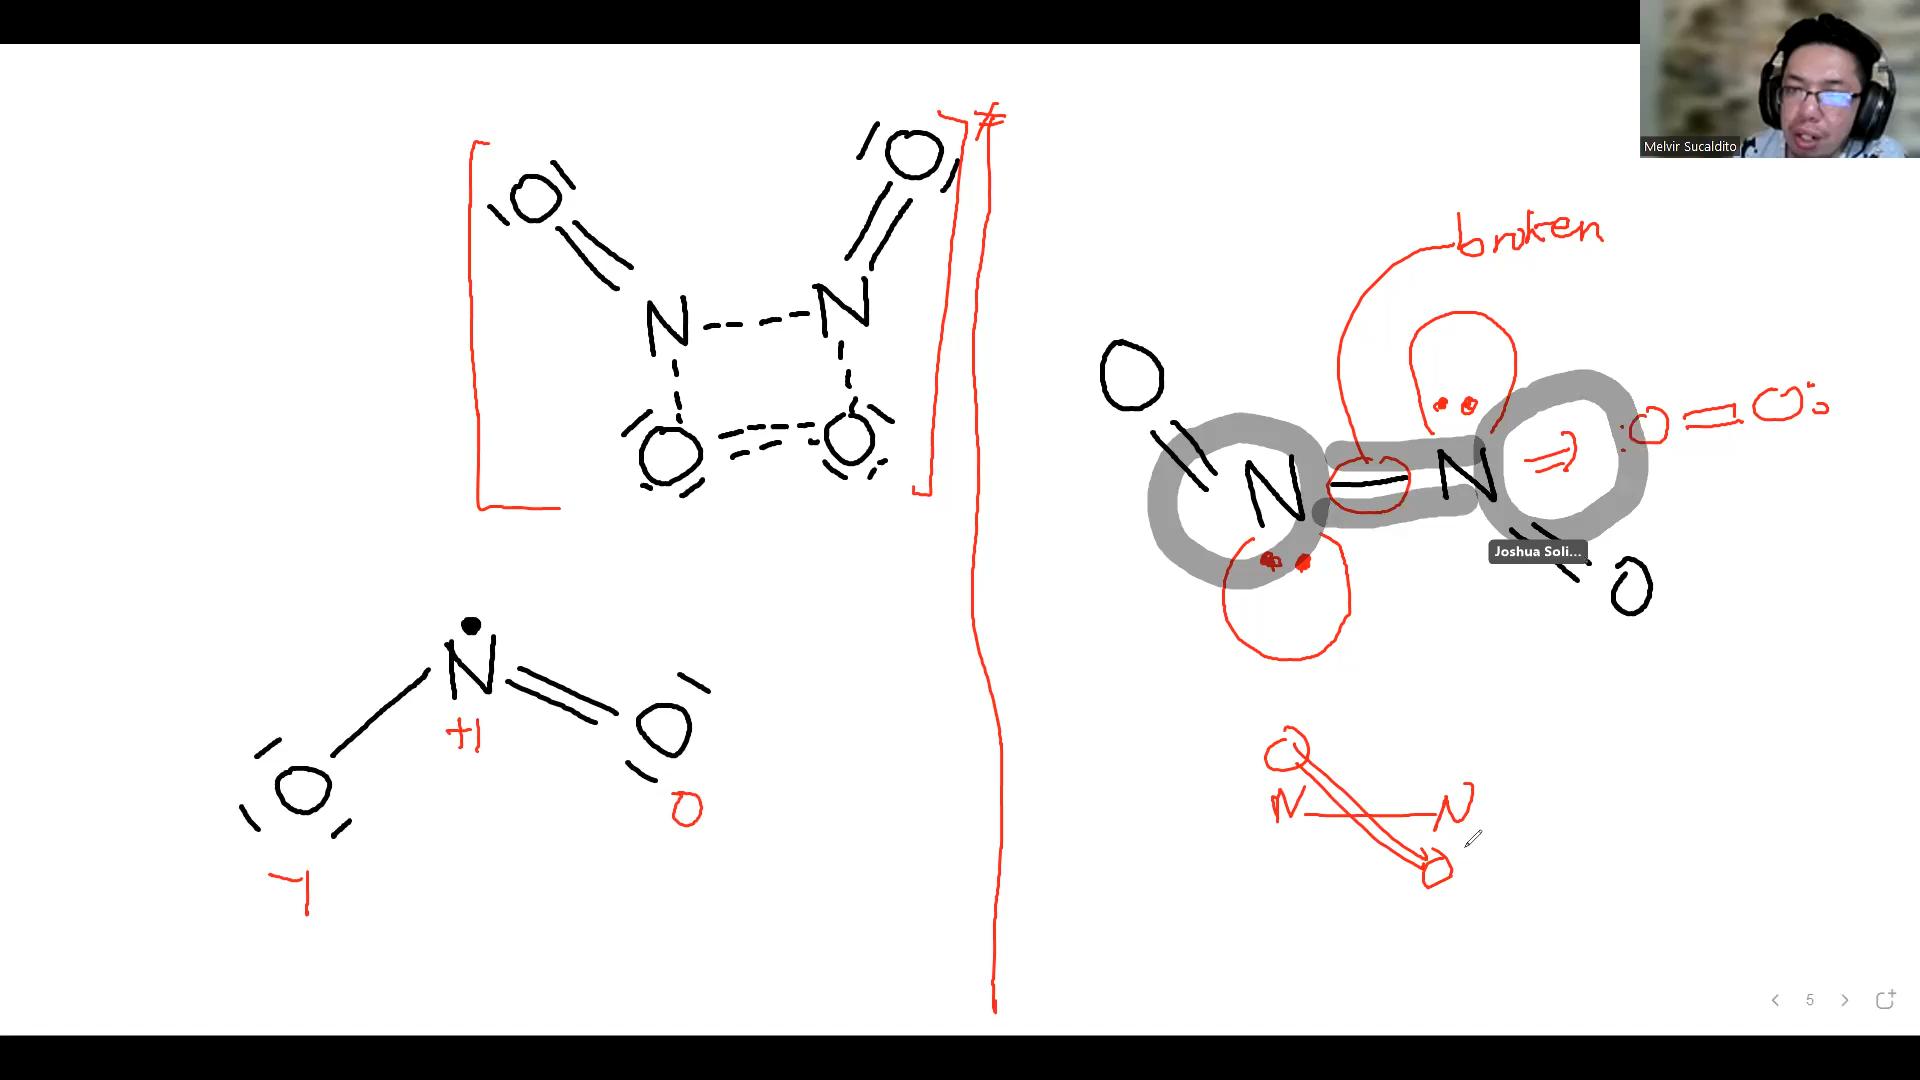 Melvir Sucaldito
O O
N N
O O
‡
broken
O
N N
O = O:
Joshua Soli...
O
N
+1
O O
-1 0
O
N N
O
5